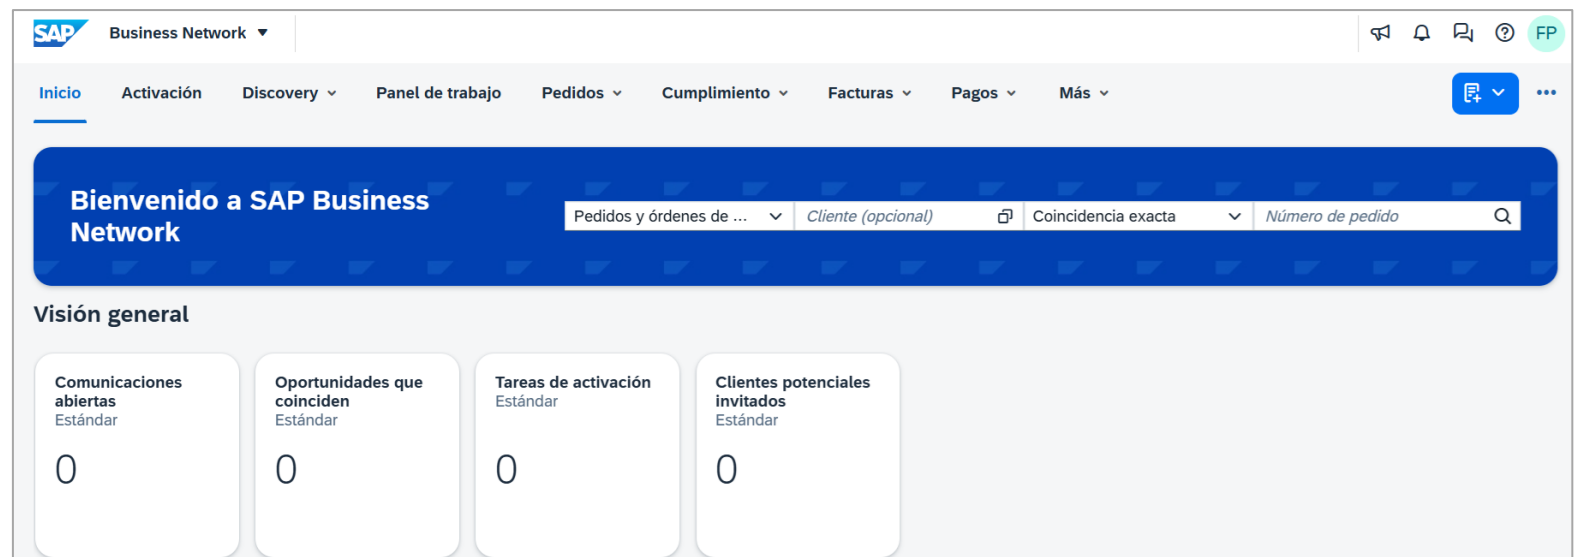 SAP Business Network
FP
Inicio Activación Discovery Panel de trabajo Pedidos Cumplimiento Facturas Pagos Más
Bienvenido a SAP Business
Network
Pedidos y órdenes de ... Cliente (opcional) Coincidencia exacta Número de pedido
Visión general
Comunicaciones
abiertas
Estándar
0
Oportunidades que
coinciden
Estándar
0
Tareas de activación
Estándar
0
Clientes potenciales
invitados
Estándar
0